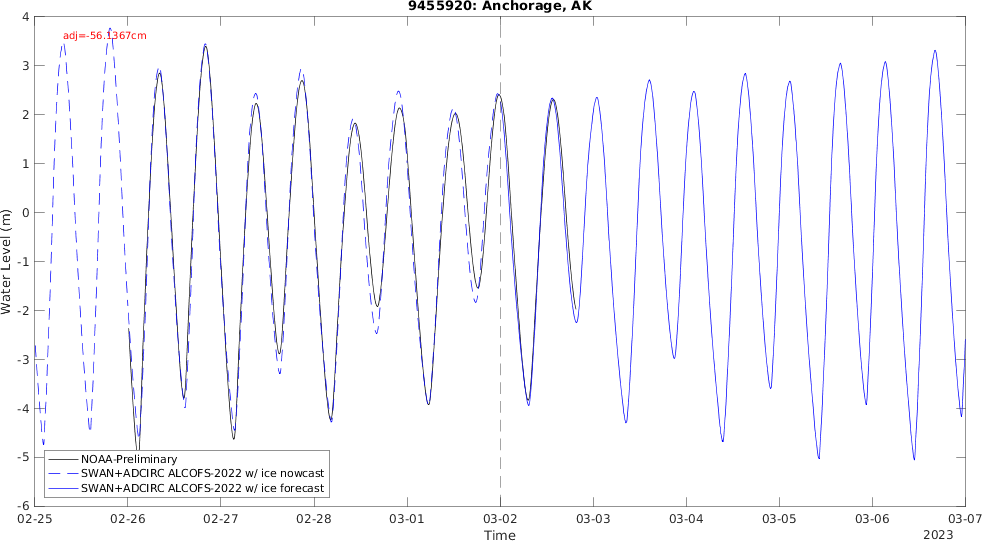 9455920: Anchorage, AK
adj=-56.1367cm
Water Level (m)
4
3
2
1
0
-1
-2
-3
-4
-5
-6
NOAA-Preliminary
SWAN+ADCIRC ALCOFS-2022 w/ ice nowcast
SWAN+ADCIRC ALCOFS-2022 w/ ice forecast
02-25 02-26 02-27 02-28 03-01 03-02 03-03 03-04 03-05 03-06 03-07
Time
2023